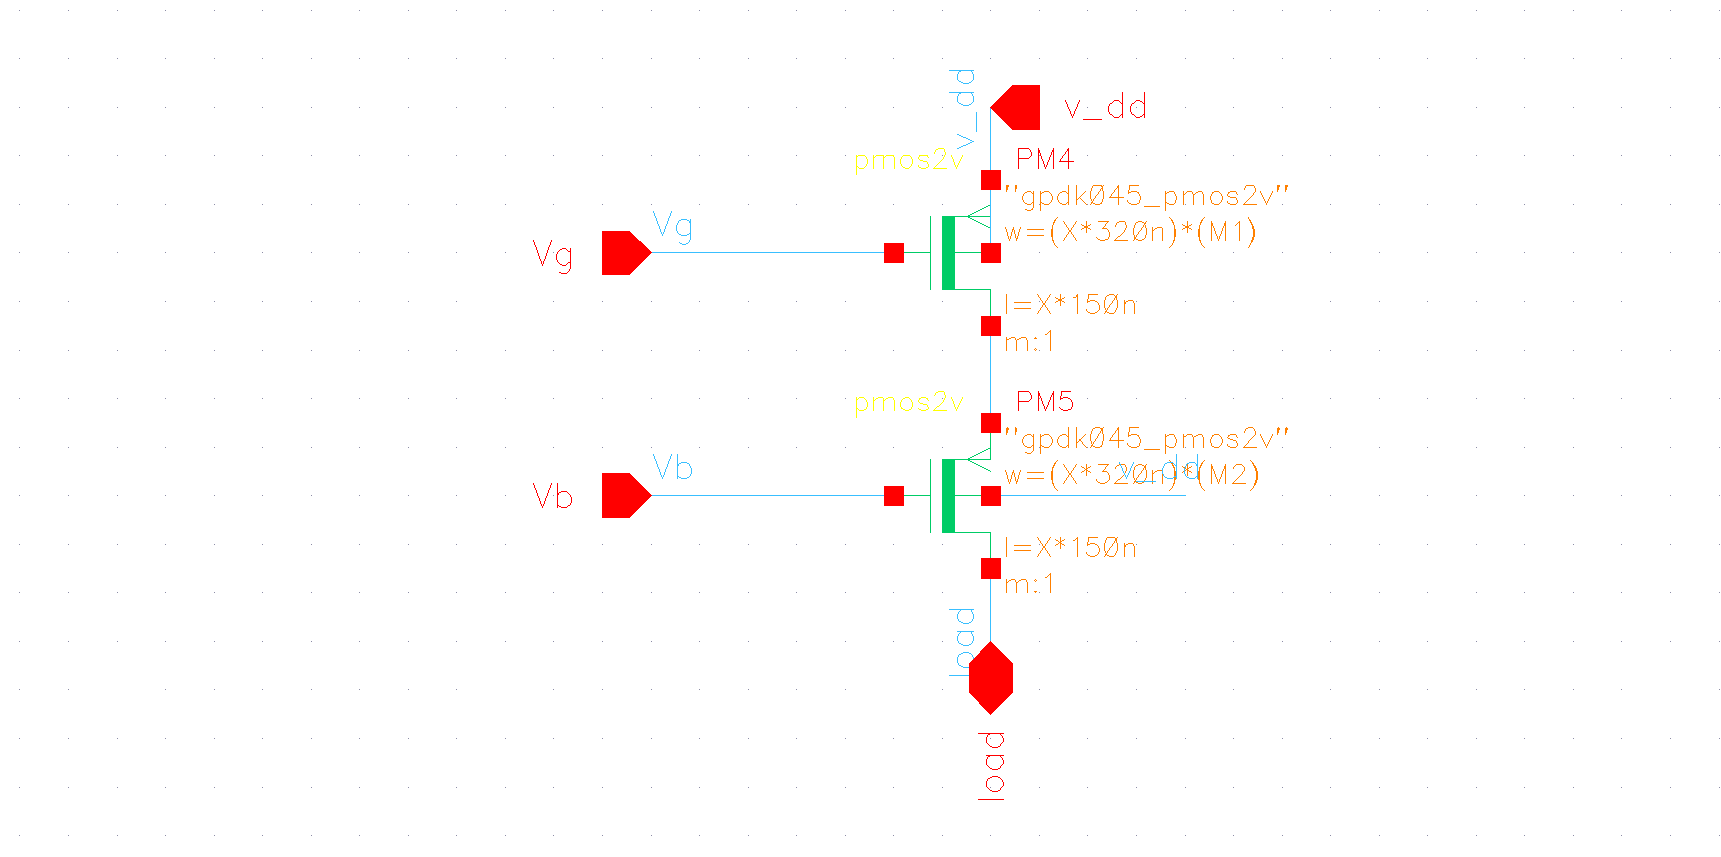 v_dd
v_dd
pmos2v
PM4
"gpdk045_pmos2v"
w=(X*320n)*(M1)
Vg
Vg
l=X*150n
m:1
pmos2v
PM5
"gpdk045_pmos2v"
w=(X*320n)*(M2)
v_dd
Vb
Vb
l=X*150n
m:1
load
load